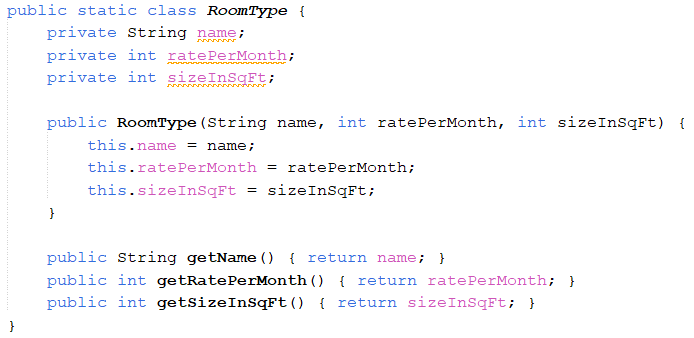 public static class RoomType {
    private String name;
    private int ratePerMonth;
    private int sizeInSqFt;

    public RoomType(String name, int ratePerMonth, int sizeInSqFt) {
        this.name = name;
        this.ratePerMonth = ratePerMonth;
        this.sizeInSqFt = sizeInSqFt;
    }

    public String getName() { return name; }
    public int getRatePerMonth() { return ratePerMonth; }
    public int getSizeInSqFt() { return sizeInSqFt; }
}